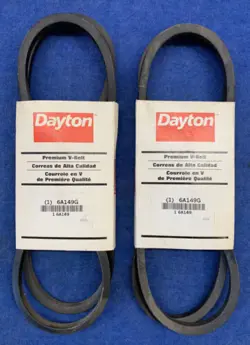 Dayton
Premium V-Belt
Correas de Alta Calidad
Courroie en V
de Première Qualité
(1) 6A149G
Dayton
Premium V-Belt
Correas de Alta Calidad
Courroie en V
de Première Qualité
(1) 6A149G